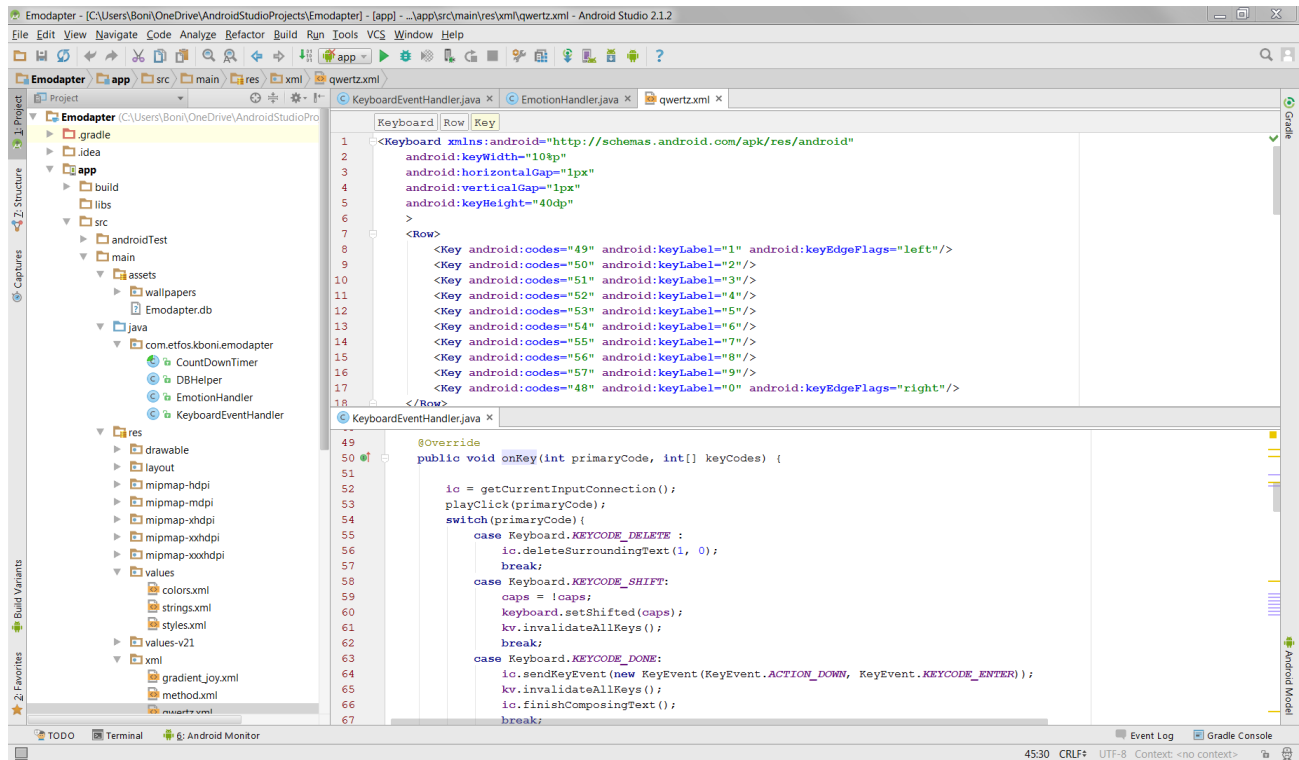 Emodapter - [C:\Users\Boni\OneDrive\AndroidStudioProjects\Emodapter] - [app] - ...\app\src\main\res\xml\qwertz.xml - Android Studio 2.1.2
File Edit View Navigate Code Analyze Refactor Build Run Tools VCS Window Help
app
Emodapter app src main res xml qwertz.xml
Project
KeyboardEventHandler.java × EmotionHandler.java × qwertz.xml ×
1: Project
Z: Structure
Captures
Build Variants
2: Favorites
Emodapter (C:\Users\Boni\OneDrive\AndroidStudioPro
.gradle
.idea
app
build
libs
src
androidTest
main
assets
wallpapers
Emodapter.db
java
com.etfos.kboni.emodapter
CountDownTimer
DBHelper
EmotionHandler
KeyboardEventHandler
res
drawable
layout
mipmap-hdpi
mipmap-mdpi
mipmap-xhdpi
mipmap-xxhdpi
mipmap-xxxhdpi
values
colors.xml
strings.xml
styles.xml
values-v21
xml
gradient_joy.xml
method.xml
qwertz.xml
Keyboard Row Key
1 <Keyboard xmlns:android="http://schemas.android.com/apk/res/android"
2 android:keyWidth="10%p"
3 android:horizontalGap="1px"
4 android:verticalGap="1px"
5 android:keyHeight="40dp"
6 >
7 <Row>
8 <Key android:codes="49" android:keyLabel="1" android:keyEdgeFlags="left"/>
9 <Key android:codes="50" android:keyLabel="2"/>
10 <Key android:codes="51" android:keyLabel="3"/>
11 <Key android:codes="52" android:keyLabel="4"/>
12 <Key android:codes="53" android:keyLabel="5"/>
13 <Key android:codes="54" android:keyLabel="6"/>
14 <Key android:codes="55" android:keyLabel="7"/>
15 <Key android:codes="56" android:keyLabel="8"/>
16 <Key android:codes="57" android:keyLabel="9"/>
17 <Key android:codes="48" android:keyLabel="0" android:keyEdgeFlags="right"/>
18 </Row>
KeyboardEventHandler.java ×
49 @Override
50 public void onKey(int primaryCode, int[] keyCodes) {
51
52 ic = getCurrentInputConnection();
53 playClick(primaryCode);
54 switch(primaryCode){
55 case Keyboard.KEYCODE_DELETE :
56 ic.deleteSurroundingText(1, 0);
57 break;
58 case Keyboard.KEYCODE_SHIFT:
59 caps = !caps;
60 keyboard.setShifted(caps);
61 kv.invalidateAllKeys();
62 break;
63 case Keyboard.KEYCODE_DONE:
64 ic.sendKeyEvent(new KeyEvent(KeyEvent.ACTION_DOWN, KeyEvent.KEYCODE_ENTER));
65 kv.invalidateAllKeys();
66 ic.finishComposingText();
67 break;
Gradle
Android Model
TODO Terminal 6: Android Monitor Event Log Gradle Console
45:30 CRLF UTF-8 Context: <no context>